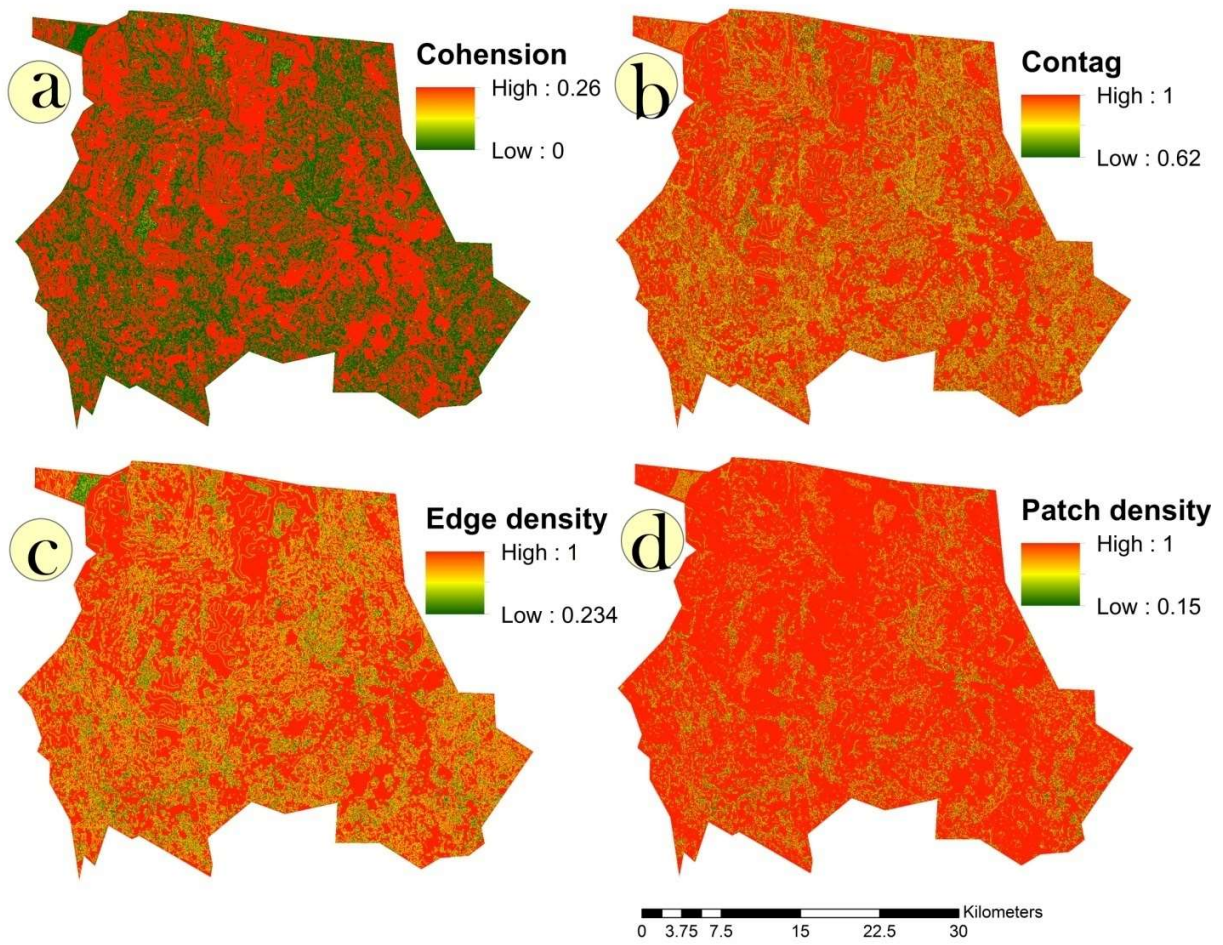 a
Cohension
High : 0.26
Low : 0
b
Contag
High : 1
Low : 0.62
c
Edge density
High : 1
Low : 0.234
d
Patch density
High : 1
Low : 0.15
Kilometers
0 3.75 7.5 15 22.5 30